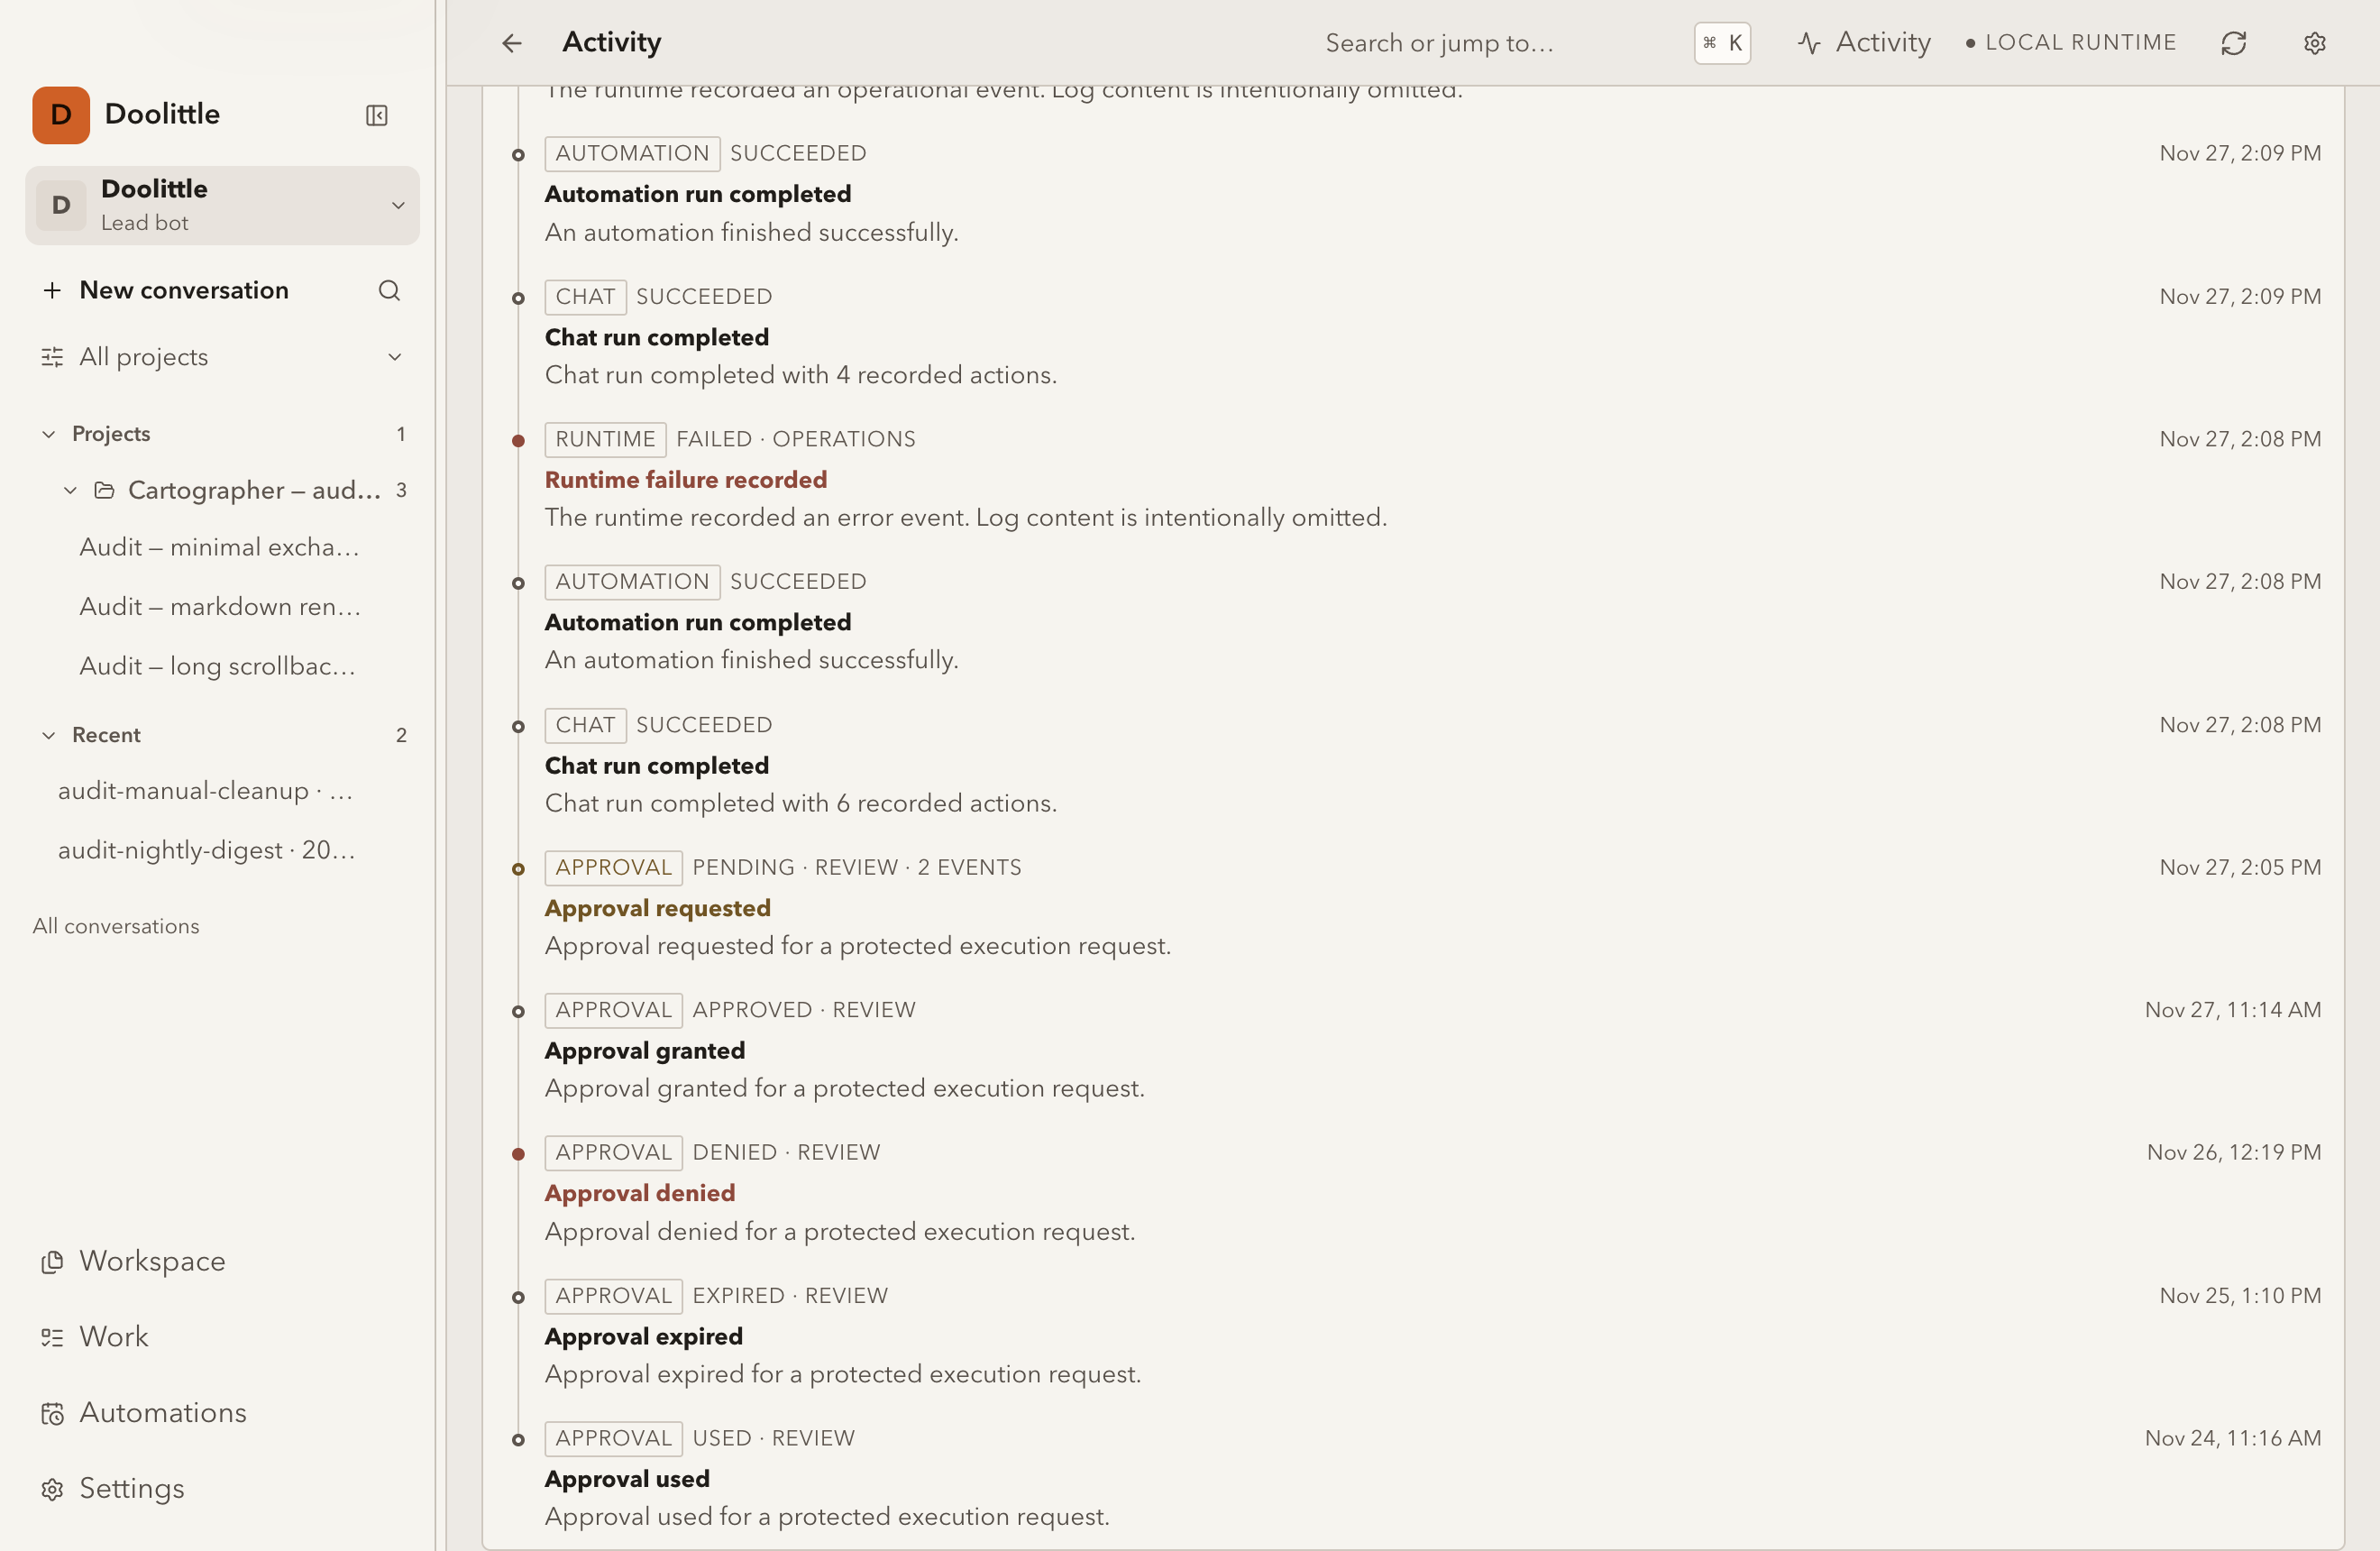 Activity
Search or jump to…
⌘ K
Activity
• LOCAL RUNTIME
D
Doolittle
D
Doolittle
Lead bot
New conversation
All projects
Projects 1
Cartographer – aud… 3
Audit – minimal excha…
Audit – markdown ren…
Audit – long scrollbac…
Recent 2
audit-manual-cleanup · …
audit-nightly-digest · 20…
All conversations
Workspace
Work
Automations
Settings
The runtime recorded an operational event. Log content is intentionally omitted.
AUTOMATION SUCCEEDED Nov 27, 2:09 PM
Automation run completed
An automation finished successfully.
CHAT SUCCEEDED Nov 27, 2:09 PM
Chat run completed
Chat run completed with 4 recorded actions.
RUNTIME FAILED · OPERATIONS Nov 27, 2:08 PM
Runtime failure recorded
The runtime recorded an error event. Log content is intentionally omitted.
AUTOMATION SUCCEEDED Nov 27, 2:08 PM
Automation run completed
An automation finished successfully.
CHAT SUCCEEDED Nov 27, 2:08 PM
Chat run completed
Chat run completed with 6 recorded actions.
APPROVAL PENDING · REVIEW · 2 EVENTS Nov 27, 2:05 PM
Approval requested
Approval requested for a protected execution request.
APPROVAL APPROVED · REVIEW Nov 27, 11:14 AM
Approval granted
Approval granted for a protected execution request.
APPROVAL DENIED · REVIEW Nov 26, 12:19 PM
Approval denied
Approval denied for a protected execution request.
APPROVAL EXPIRED · REVIEW Nov 25, 1:10 PM
Approval expired
Approval expired for a protected execution request.
APPROVAL USED · REVIEW Nov 24, 11:16 AM
Approval used
Approval used for a protected execution request.